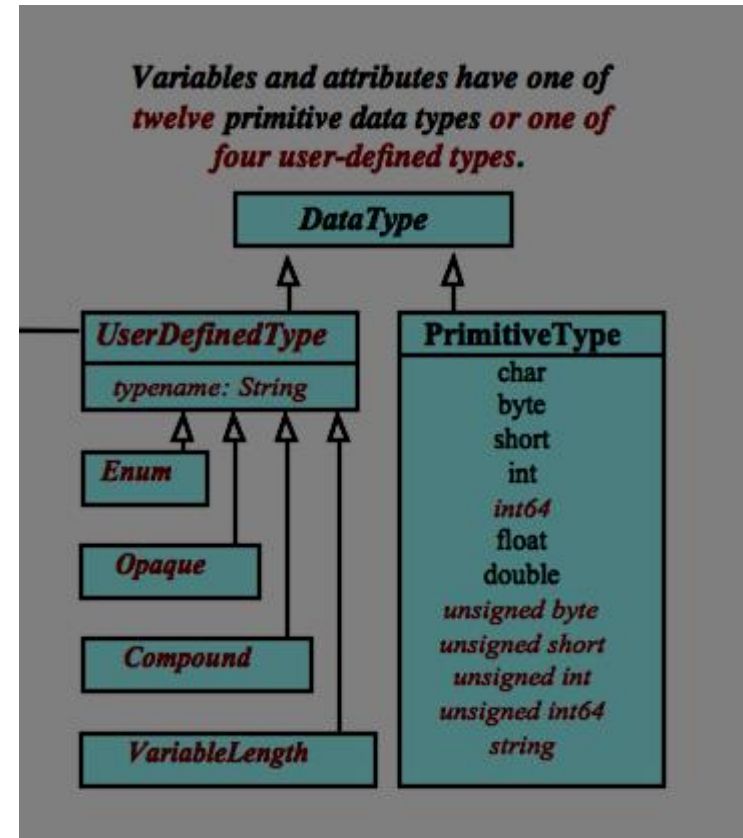 Variables and attributes have one of
twelve primitive data types or one of
four user-defined types.
DataType
UserDefinedType
typename: String
Enum
Opaque
Compound
VariableLength
PrimitiveType
char
byte
short
int
int64
float
double
unsigned byte
unsigned short
unsigned int
unsigned int64
string